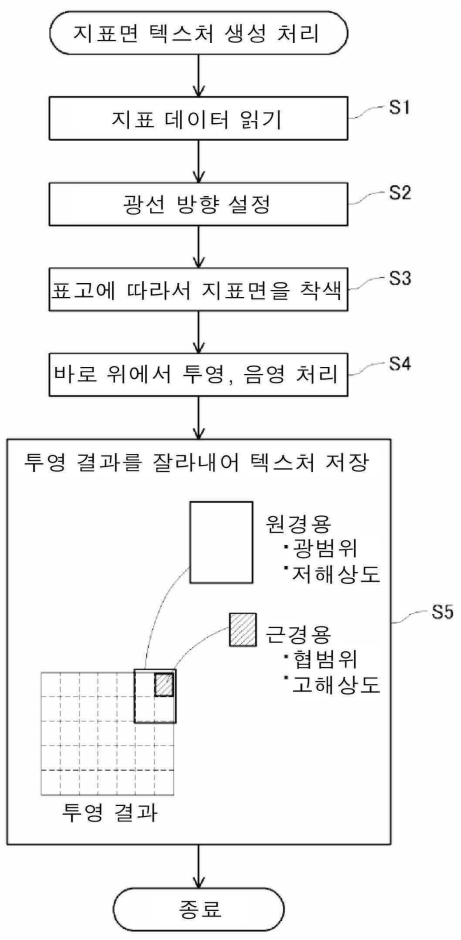 지표면 텍스처 생성 처리
지표 데이터 읽기
S1
광선 방향 설정
S2
표고에 따라서 지표면을 착색
S3
바로 위에서 투영, 음영 처리
S4
투영 결과를 잘라내어 텍스처 저장
원경용
·광범위
·저해상도
S5
근경용
·협범위
·고해상도
투영 결과
종료